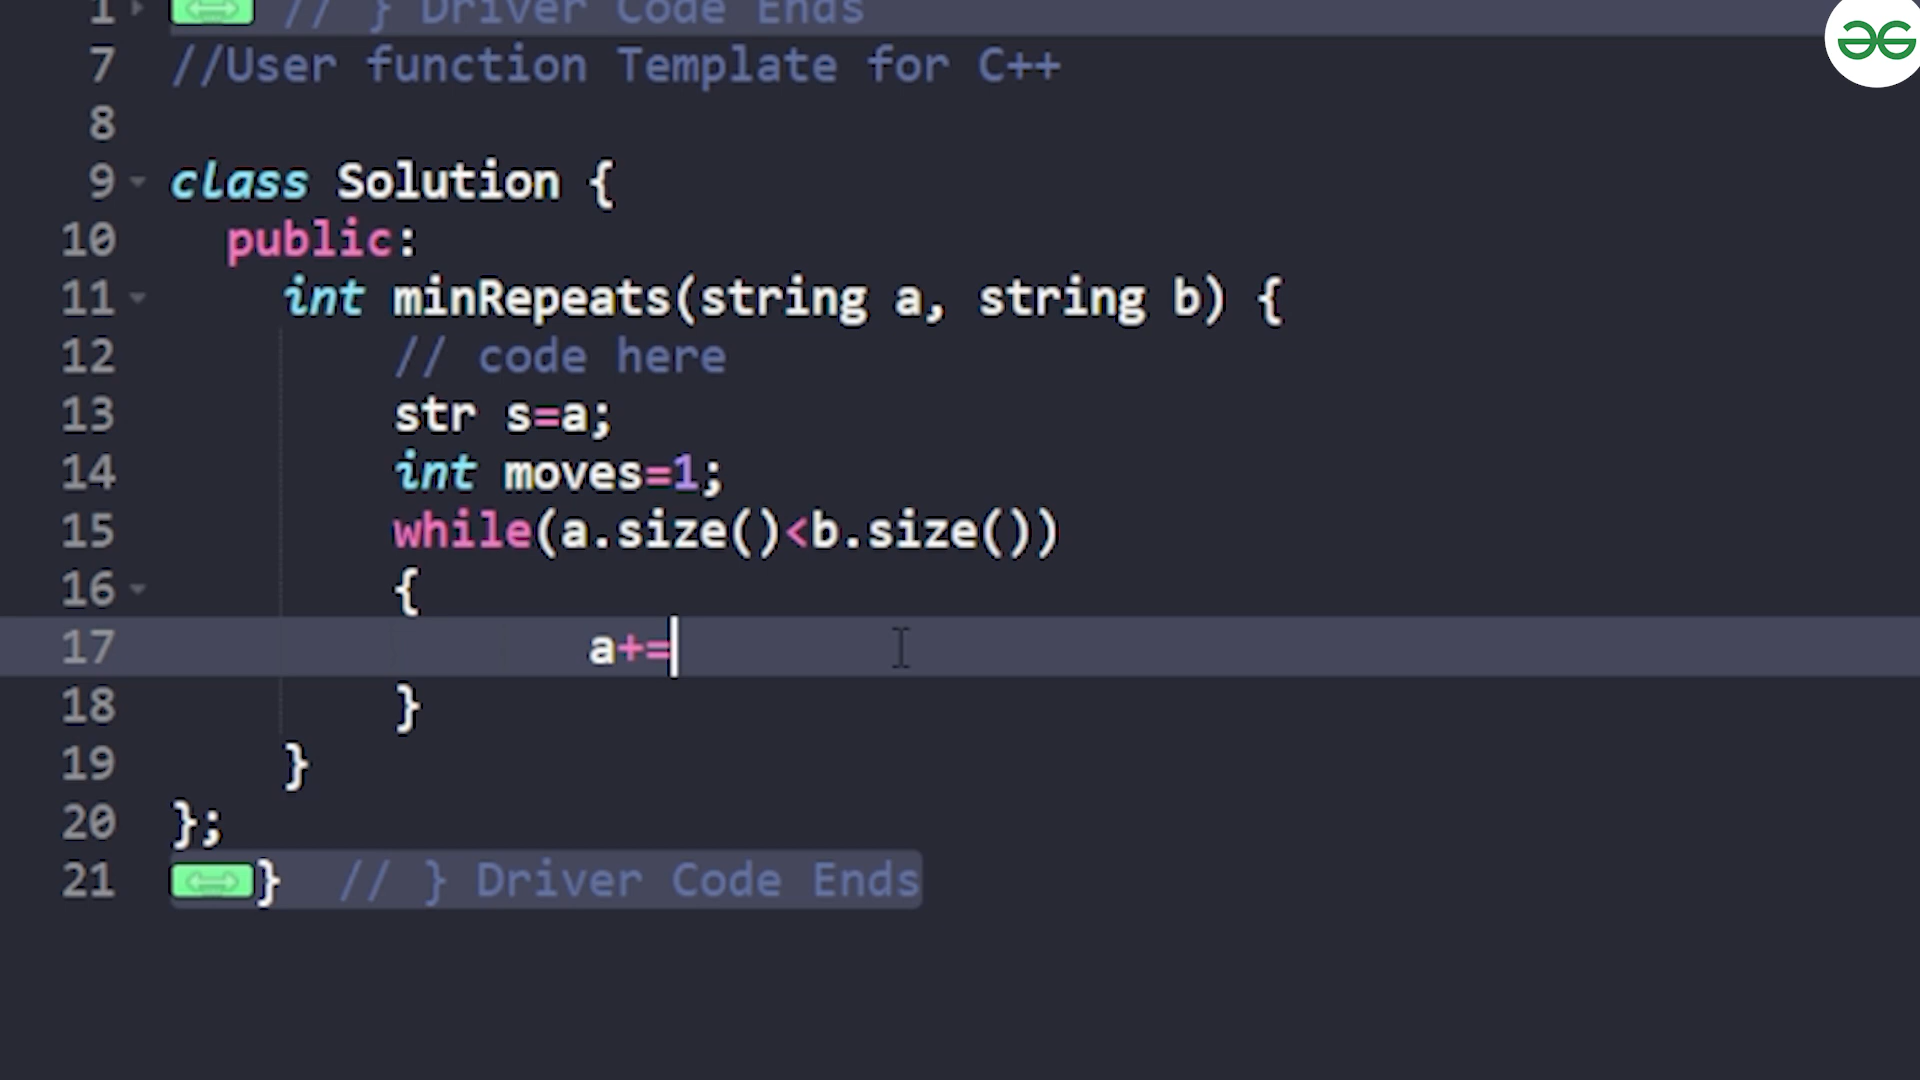 1 // } Driver Code Ends
7 //User function Template for C++
8
9 class Solution {
10 public:
11 int minRepeats(string a, string b) {
12 // code here
13 str s=a;
14 int moves=1;
15 while(a.size()<b.size())
16 {
17 a+=
18 }
19 }
20 };
21 } // } Driver Code Ends